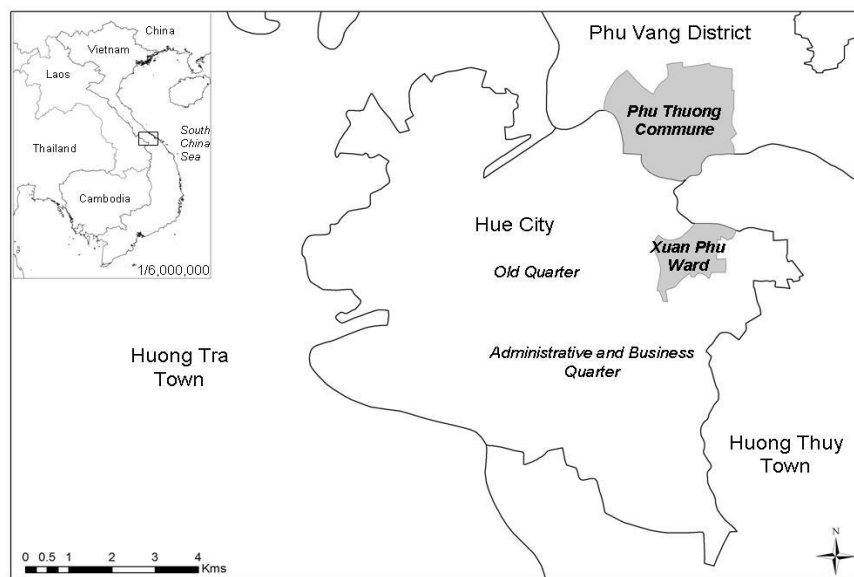 China
Vietnam
Laos
South
China
Sea
Thailand
Cambodia
1/6,000,000
Phu Vang District
Phu Thuong
Commune
Hue City
Xuan Phu
Ward
Old Quarter
Huong Tra
Town
Administrative and Business
Quarter
Huong Thuy
Town
0 0.5 1 2 3 4
Kms
N